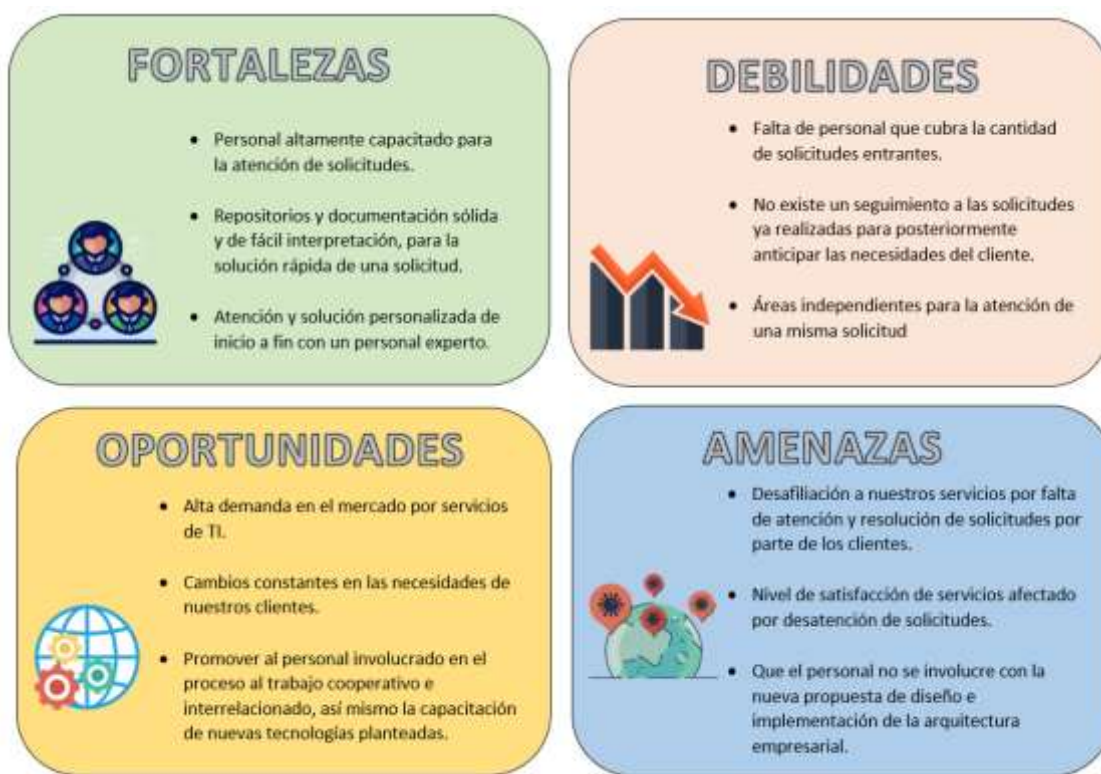 FORTALEZAS
• Personal altamente capacitado para
la atención de solicitudes.
• Repositorios y documentación sólida
y de fácil interpretación, para la
solución rápida de una solicitud.
• Atención y solución personalizada de
inicio a fin con un personal experto.
DEBILIDADES
• Falta de personal que cubra la cantidad
de solicitudes entrantes.
• No existe un seguimiento a las solicitudes
ya realizadas para posteriormente
anticipar las necesidades del cliente.
• Áreas independientes para la atención de
una misma solicitud
OPORTUNIDADES
• Alta demanda en el mercado por servicios
de TI.
• Cambios constantes en las necesidades de
nuestros clientes.
• Promover al personal involucrado en el
proceso al trabajo cooperativo e
interrelacionado, así mismo la capacitación
de nuevas tecnologías planteadas.
AMENAZAS
• Desafiliación a nuestros servicios por falta
de atención y resolución de solicitudes por
parte de los clientes.
• Nivel de satisfacción de servicios afectado
por desatención de solicitudes.
• Que el personal no se involucre con la
nueva propuesta de diseño e
implementación de la arquitectura
empresarial.